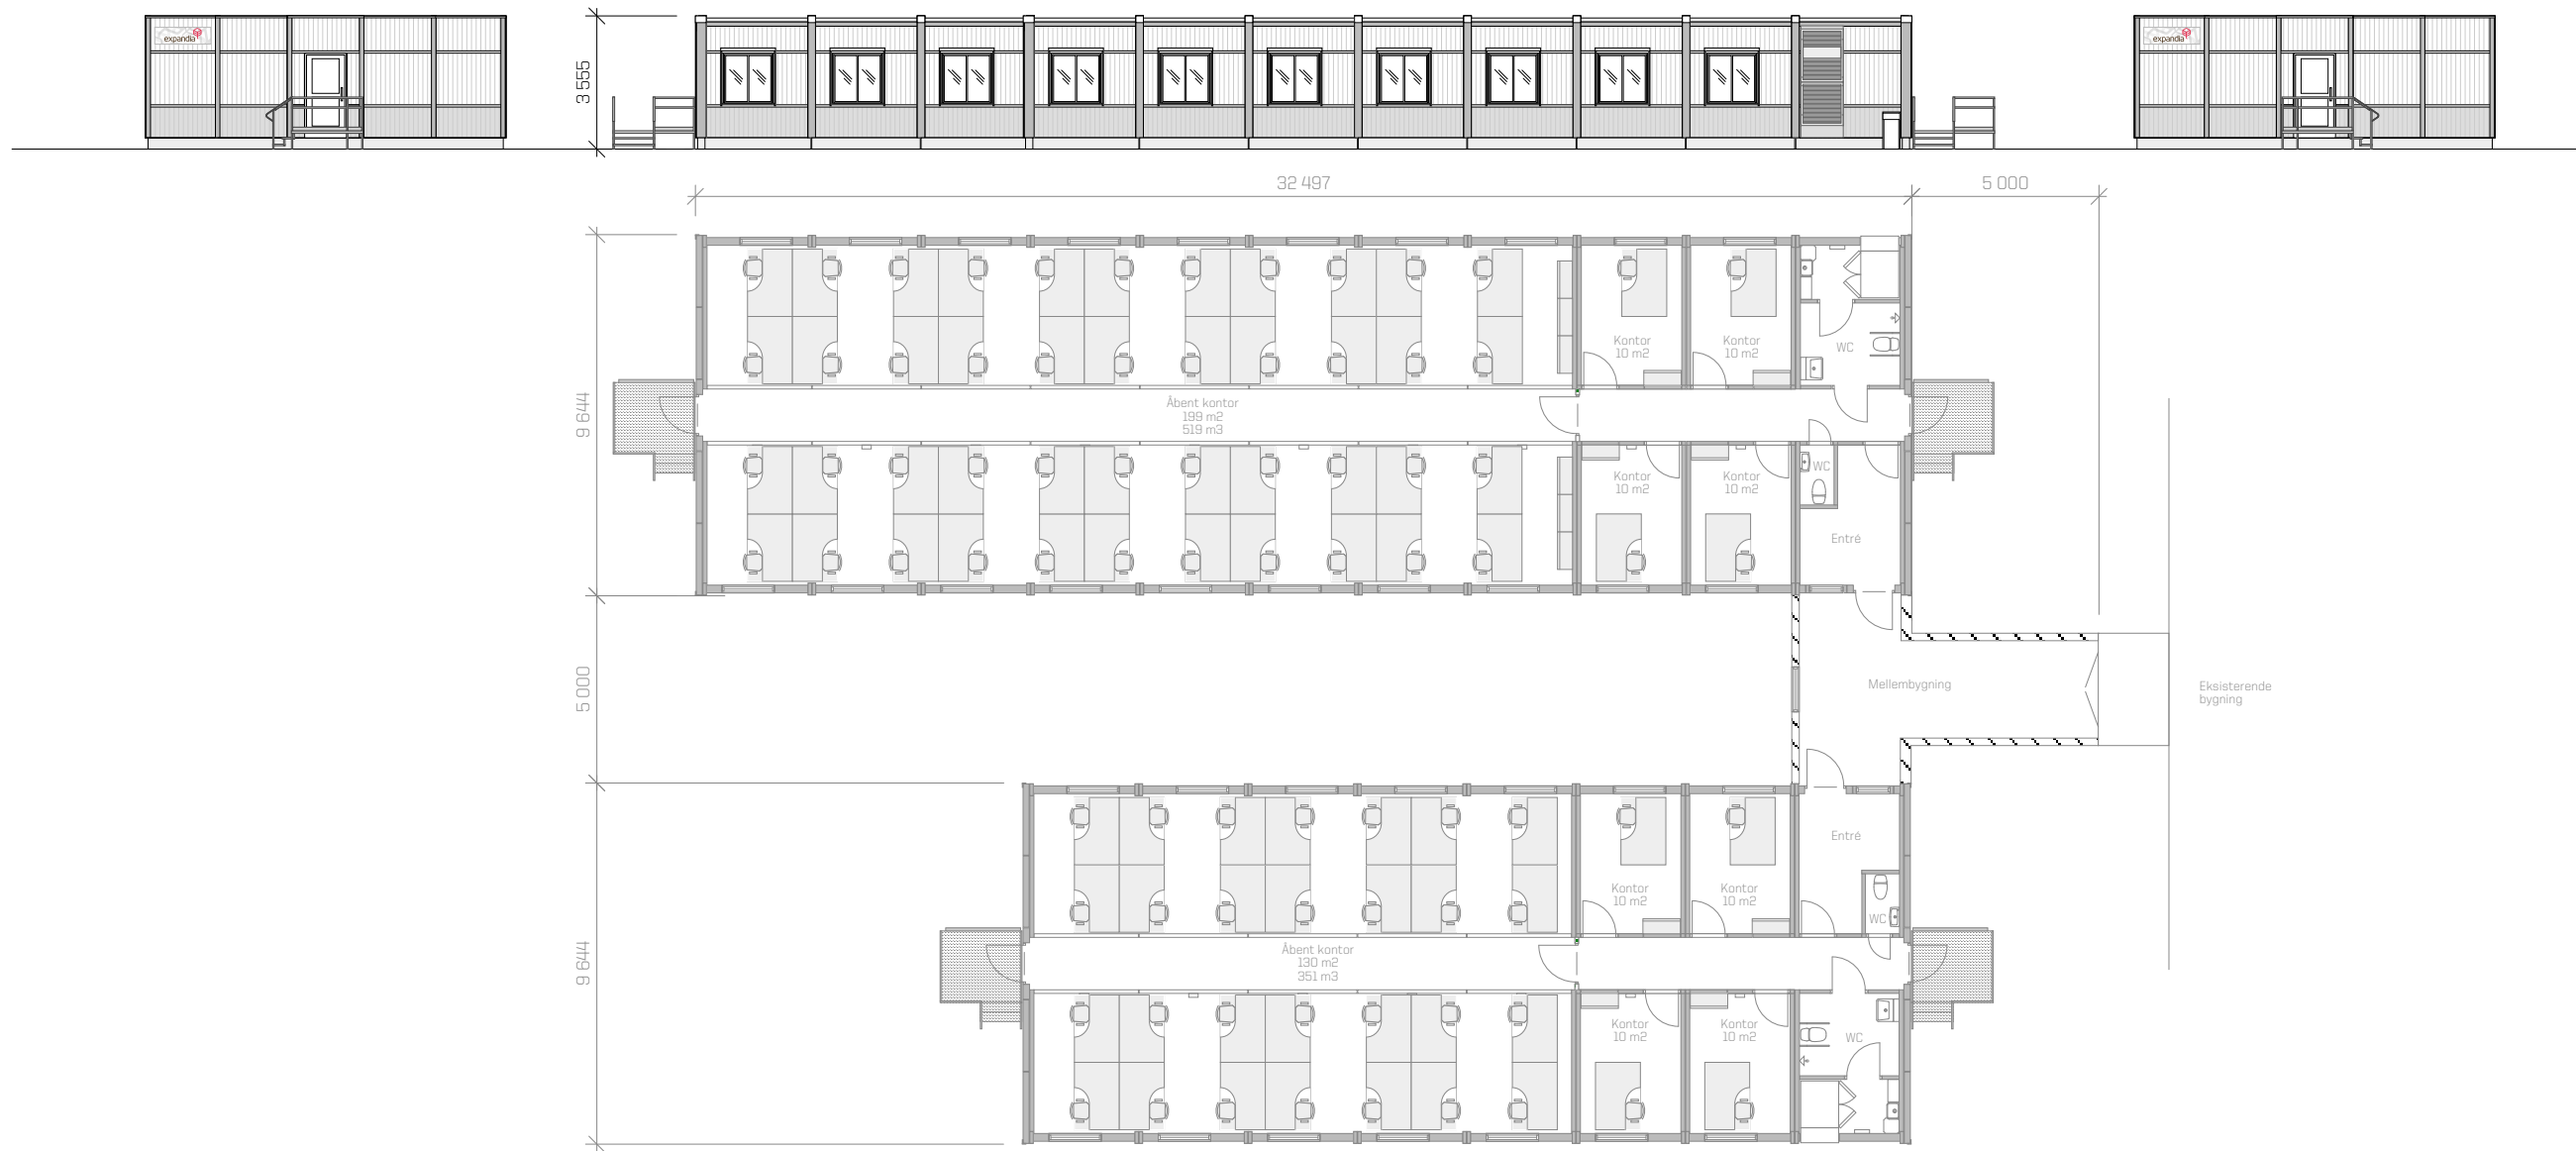 expandia
3 555
expandia
32 497
5 000
9 644
Kontor
10 m2
Kontor
10 m2
WC
Åbent kontor
199 m2
519 m3
Kontor
10 m2
Kontor
10 m2
WC
Entré
5 000
Mellembygning
Eksisterende
bygning
9 644
Entré
Kontor
10 m2
Kontor
10 m2
WC
Åbent kontor
130 m2
351 m3
Kontor
10 m2
Kontor
10 m2
WC